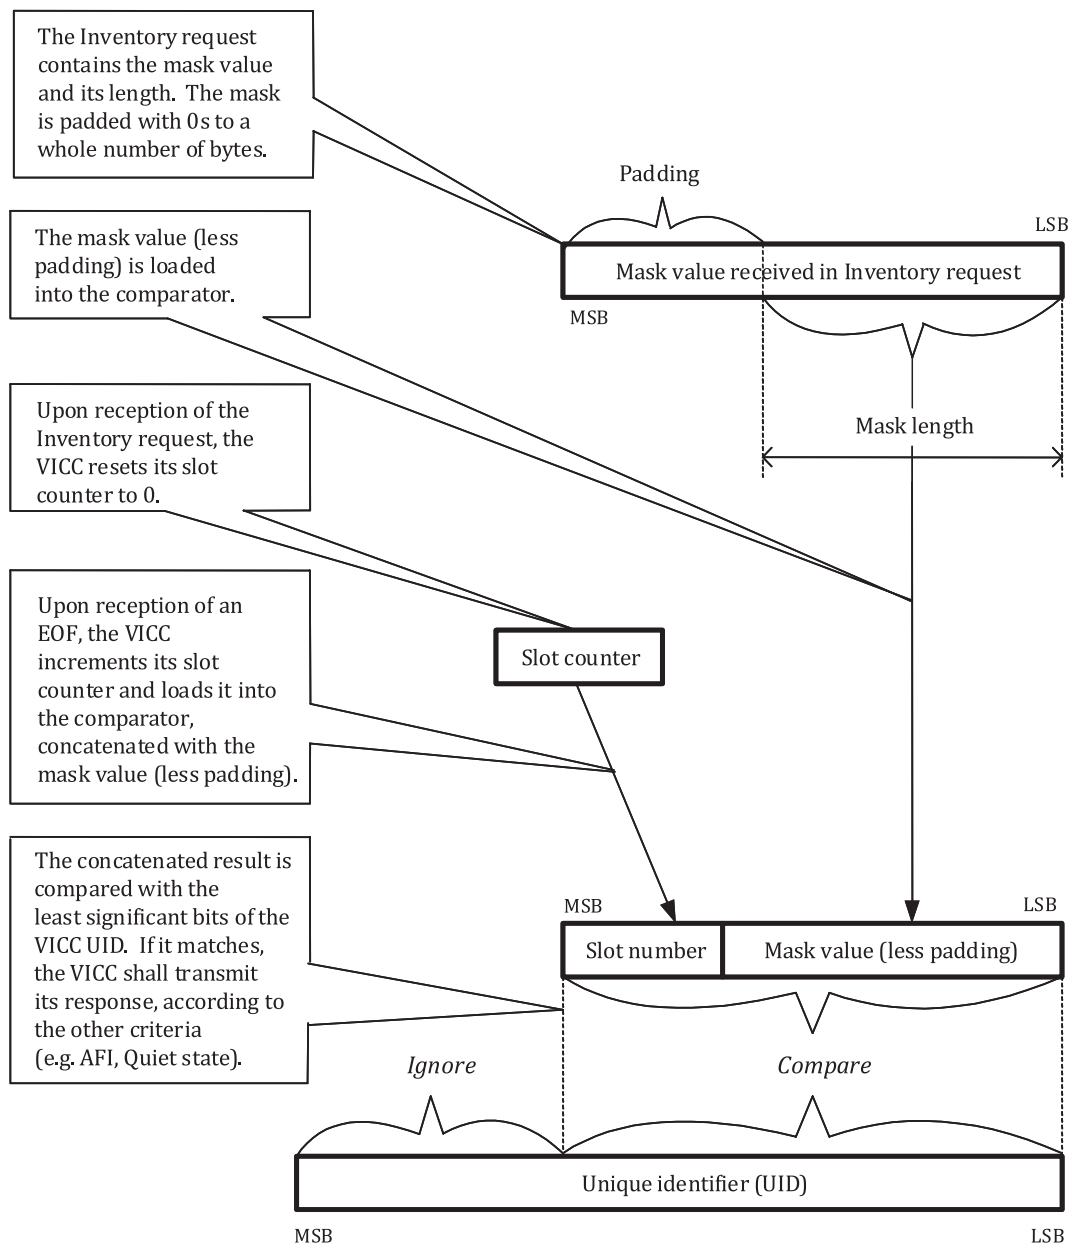 The Inventory request
contains the mask value
and its length. The mask
is padded with 0s to a
whole number of bytes.
Padding
LSB
Mask value received in Inventory request
MSB
The mask value (less
padding) is loaded
into the comparator.
Mask length
Upon reception of the
Inventory request, the
VICC resets its slot
counter to 0.
Slot counter
Upon reception of an
EOF, the VICC
increments its slot
counter and loads it into
the comparator,
concatenated with the
mask value (less padding).
MSB
LSB
Slot number
Mask value (less padding)
The concatenated result is
compared with the
least significant bits of the
VICC UID. If it matches,
the VICC shall transmit
its response, according to
the other criteria
(e.g. AFI, Quiet state).
Ignore
Compare
Unique identifier (UID)
MSB
LSB